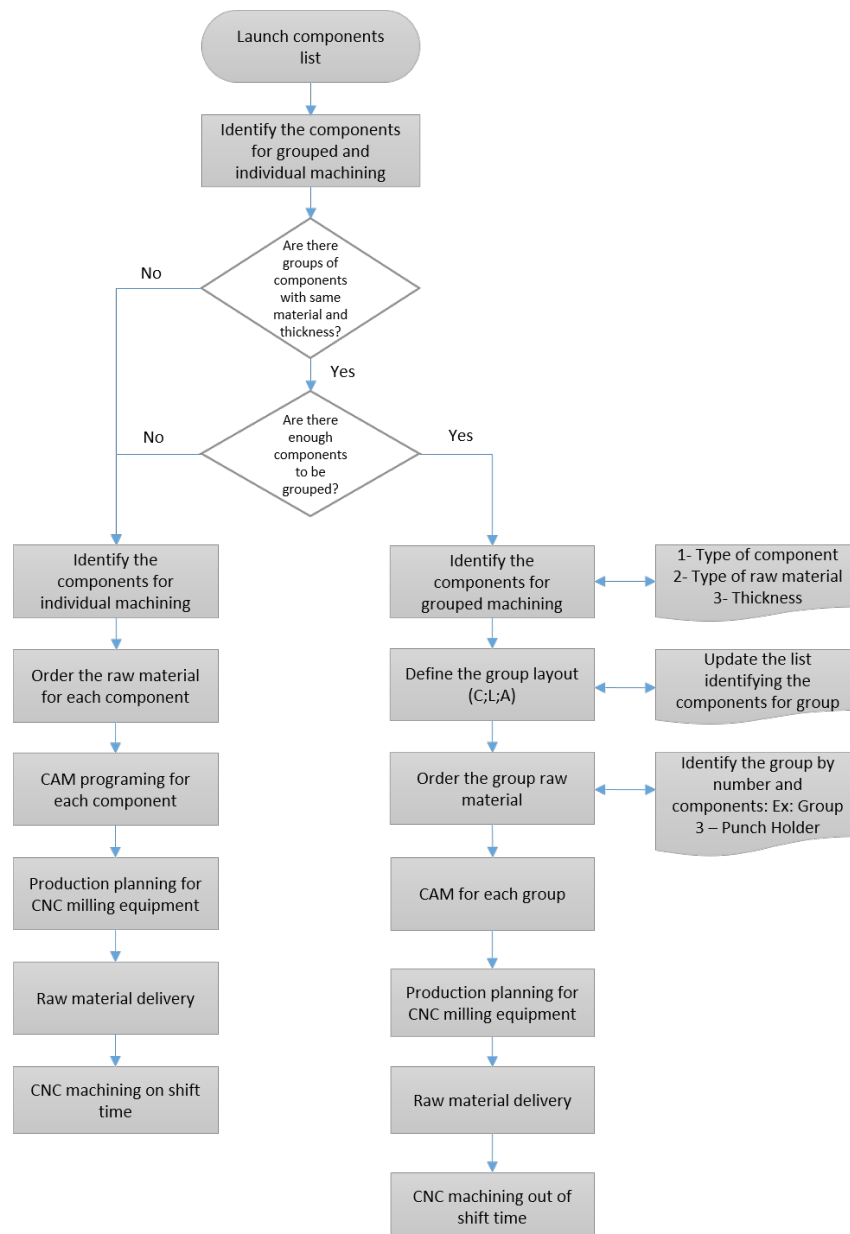 Launch components
list
Identify the components
for grouped and
individual machining
Are there
groups of
components
with same
material and
thickness?
No
Yes
Are there
enough
components
to be
grouped?
No
Yes
Identify the
components for
individual machining
Identify the
components for
grouped machining
1- Type of component
2- Type of raw material
3- Thickness
Order the raw material
for each component
Define the group layout
(C;L;A)
Update the list
identifying the
components for group
CAM programing for
each component
Order the group raw
material
Identify the group by
number and
components: Ex: Group
3 – Punch Holder
Production planning for
CNC milling equipment
CAM for each group
Raw material delivery
Production planning for
CNC milling equipment
CNC machining on shift
time
Raw material delivery
CNC machining out of
shift time